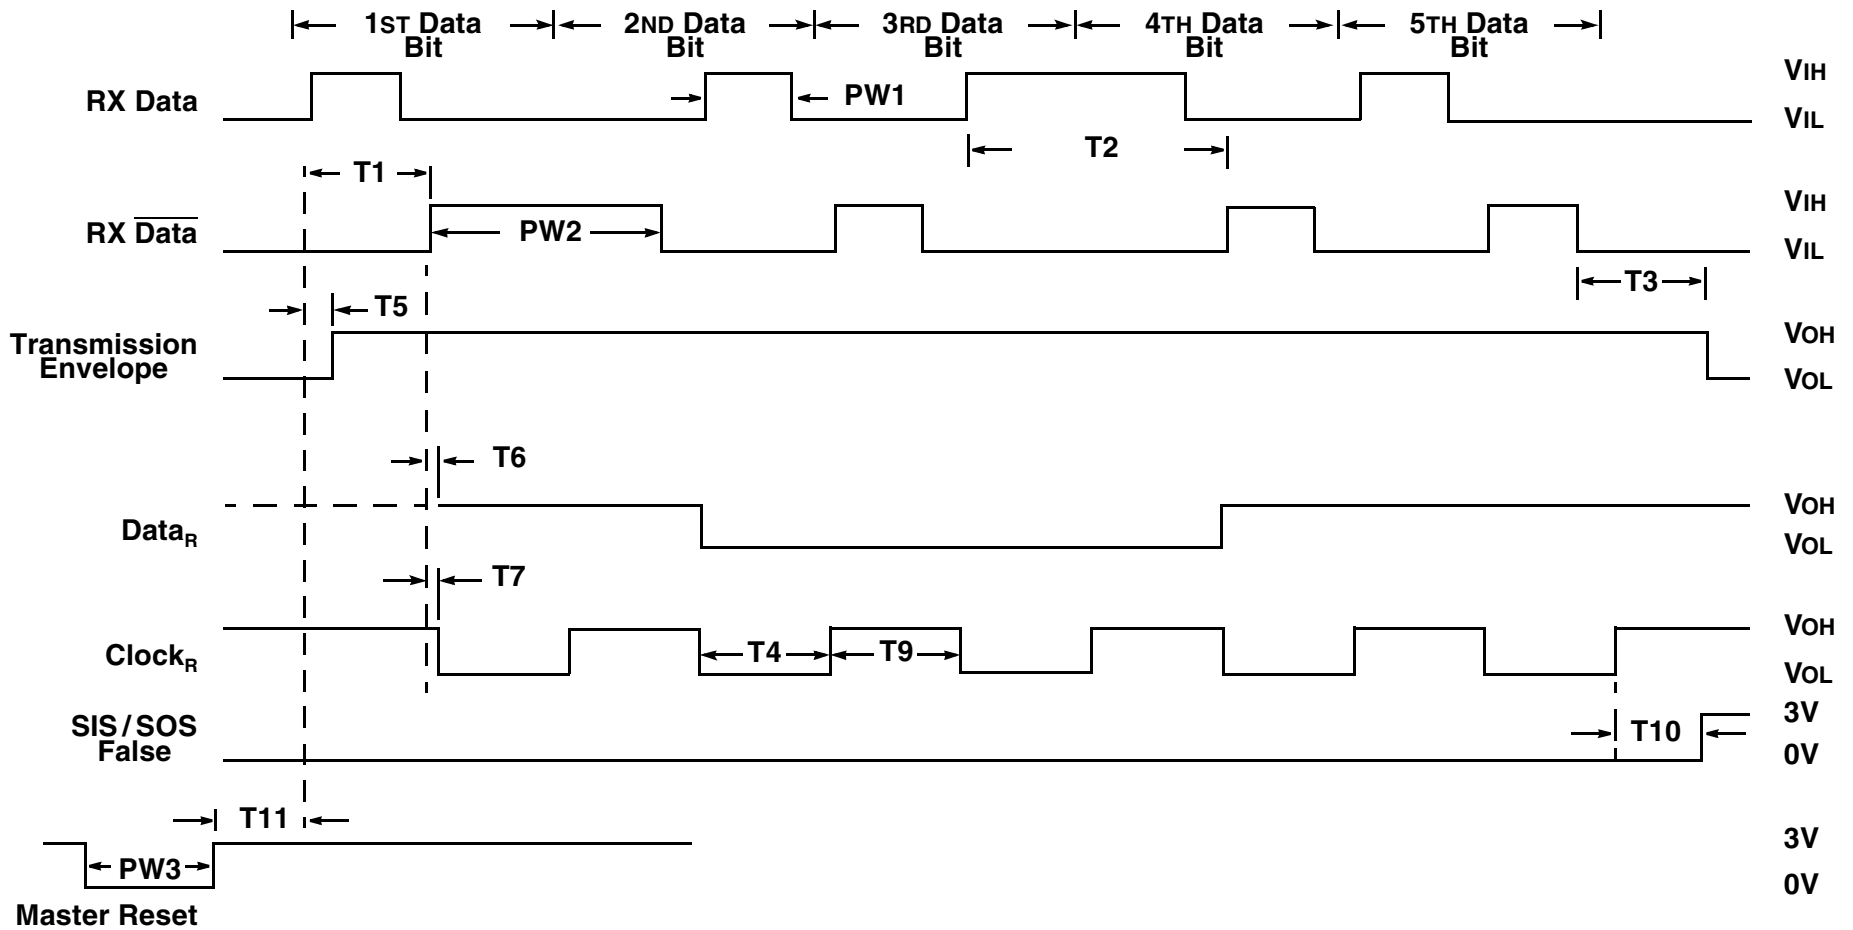 1ST Data Bit
2ND Data Bit
3RD Data Bit
4TH Data Bit
5TH Data Bit
RX Data
PW1
VIH
VIL
T2
T1
RX Data
PW2
VIH
VIL
T3
T5
Transmission
Envelope
VOH
VOL
T6
DataR
VOH
VOL
T7
ClockR
T4
T9
VOH
VOL
SIS/SOS
False
T10
3V
0V
T11
PW3
3V
0V
Master Reset